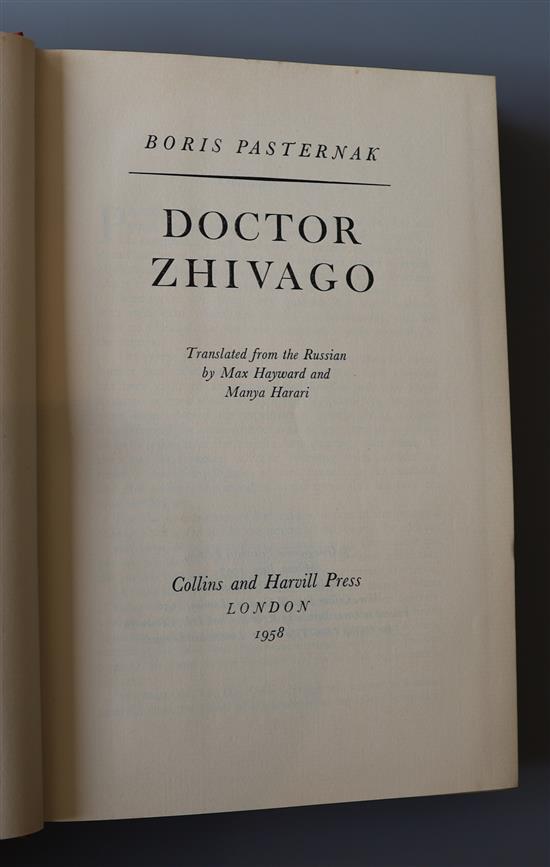 BORIS PASTERNAK
DOCTOR
ZHIVAGO
Translated from the Russian
by Max Hayward and
Manya Harari
Collins and Harvill Press
LONDON
1958